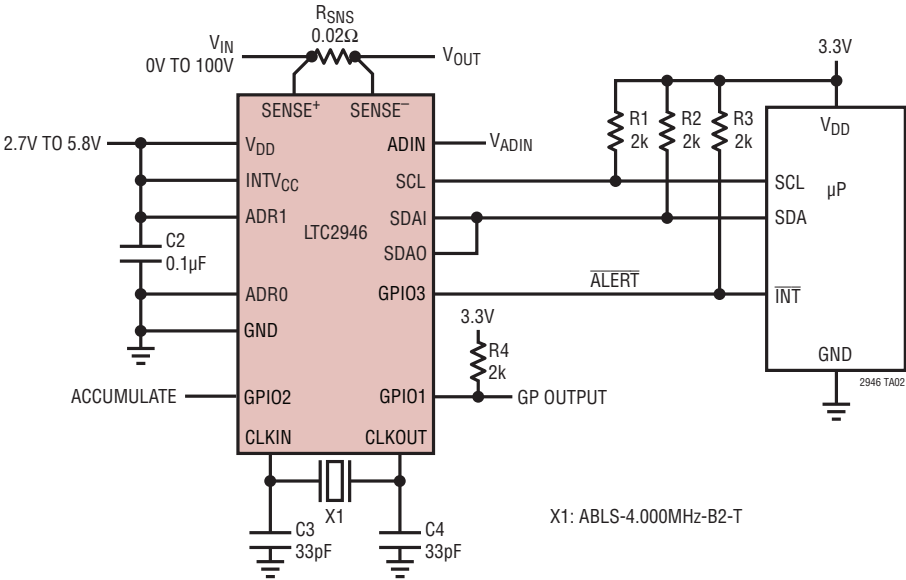 RSNS
0.02Ω
VIN
0V TO 100V
VOUT
3.3V
SENSE+
SENSE–
2.7V TO 5.8V
VDD
INTVCC
ADR1
LTC2946
C2
0.1µF
ADR0
GND
ACCUMULATE
GPIO2
CLKIN
CLKOUT
ADIN
VADIN
SCL
SDAI
SDAO
GPIO3
GPIO1
R1
2k
R2
2k
R3
2k
ALERT
3.3V
R4
2k
GP OUTPUT
VDD
SCL
µP
SDA
INT
GND
2946 TA02
X1
C3
33pF
C4
33pF
X1: ABLS-4.000MHz-B2-T